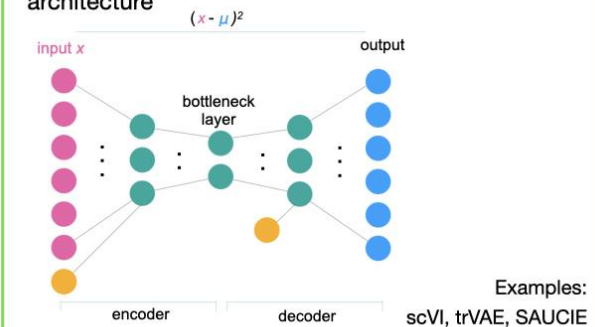 architecture
(x - μ)²
input x
output
bottleneck
layer
encoder
decoder
Examples:
scVI, trVAE, SAUCIE